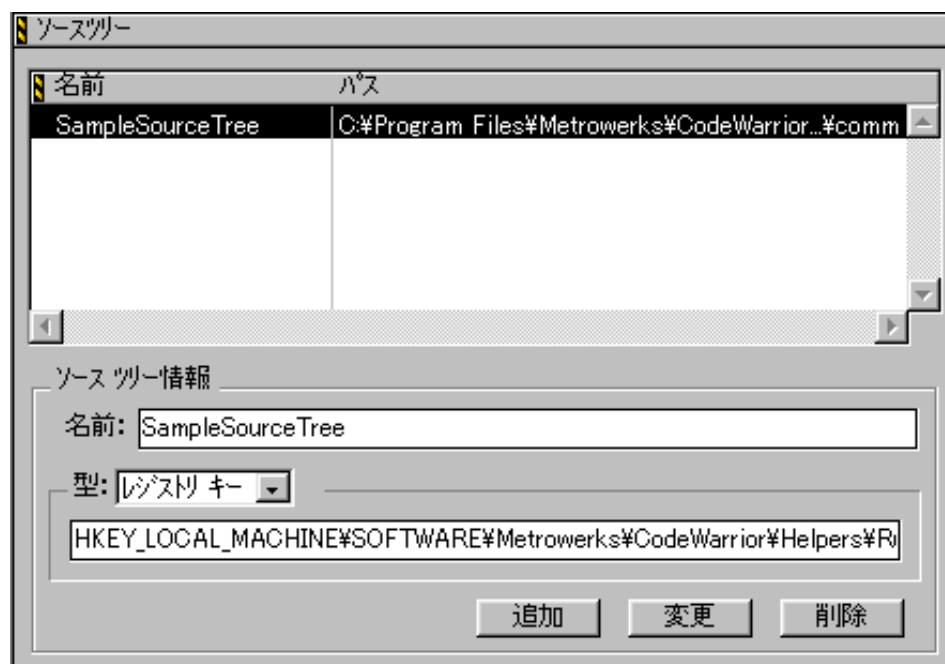 ソースツリー
名前 パス
SampleSourceTree C:¥Program Files¥Metrowerks¥CodeWarrior...¥comm
ソース ツリー情報
名前: SampleSourceTree
型: レジストリ キー
HKEY_LOCAL_MACHINE¥SOFTWARE¥Metrowerks¥CodeWarrior¥Helpers¥R
追加 変更 削除